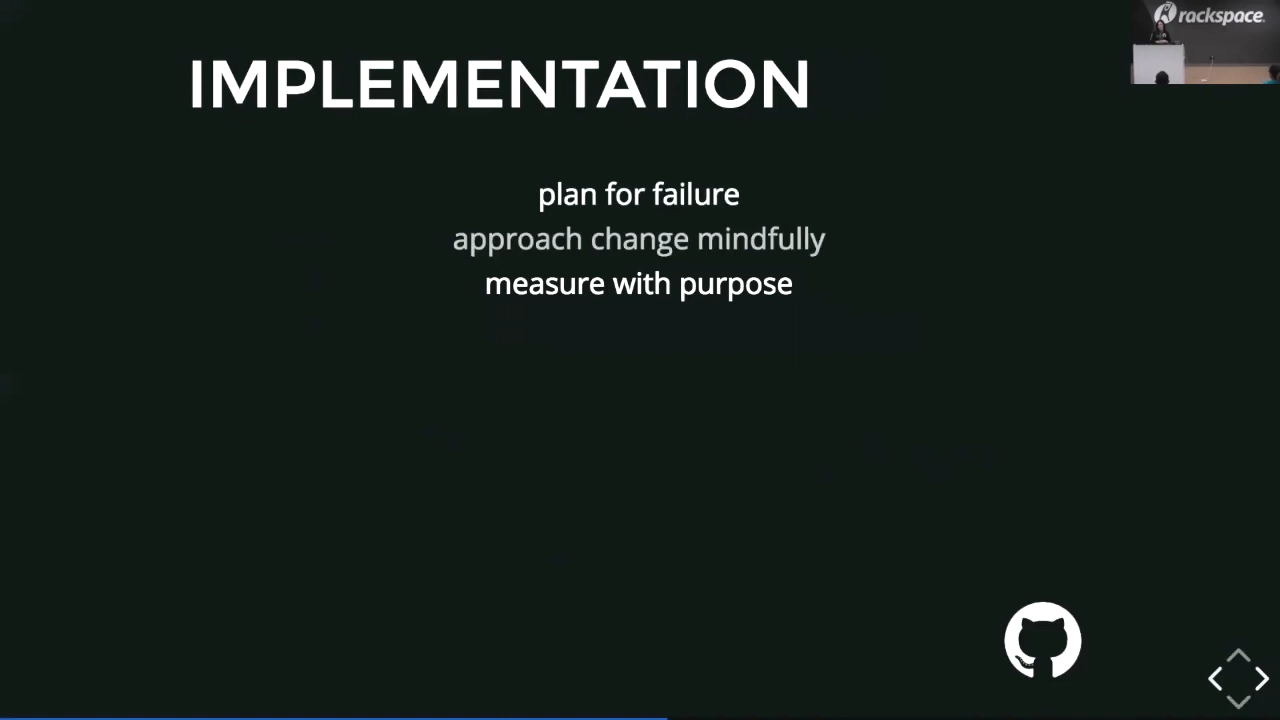 rackspace.
IMPLEMENTATION
plan for failure
approach change mindfully
measure with purpose